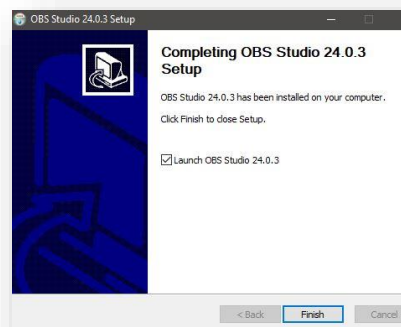 OBS Studio 24.0.3 Setup
Completing OBS Studio 24.0.3
Setup
OBS Studio 24.0.3 has been installed on your computer.
Click Finish to close Setup.
Launch OBS Studio 24.0.3
< Back Finish Cancel